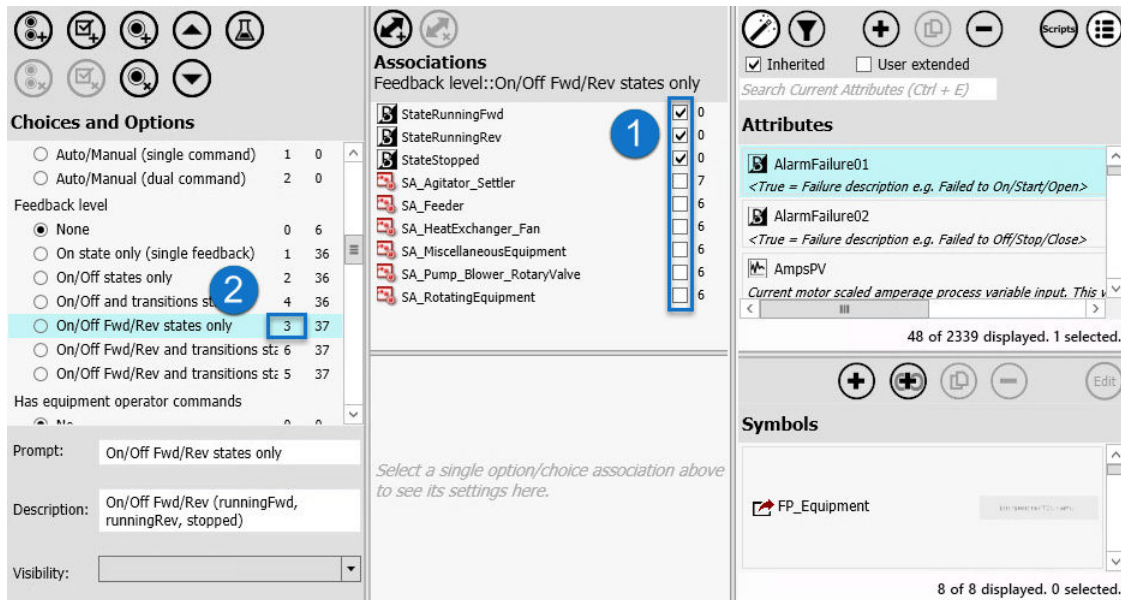 Choices and Options
Auto/Manual (single command) 1 0
Auto/Manual (dual command) 2 0
Feedback level
None 0 6
On state only (single feedback) 1 36
On/Off states only 2 36
On/Off and transitions st 4 36
2
On/Off Fwd/Rev states only 3 37
On/Off Fwd/Rev and transitions sta 6 37
On/Off Fwd/Rev and transitions sta 5 37
Has equipment operator commands
No 0 0
Prompt: On/Off Fwd/Rev states only
Description: On/Off Fwd/Rev (runningFwd,
runningRev, stopped)
Visibility:
Associations
Feedback level::On/Off Fwd/Rev states only
StateRunningFwd 0
StateRunningRev 0
1
StateStopped 0
SA_Agitator_Settler 7
SA_Feeder 6
SA_HeatExchanger_Fan 6
SA_MiscellaneousEquipment 6
SA_Pump_Blower_RotaryValve 6
SA_RotatingEquipment 6
Select a single option/choice association above
to see its settings here.
Scripts
Inherited User extended
Search Current Attributes (Ctrl + E)
Attributes
AlarmFailure01
<True = Failure description e.g. Failed to On/Start/Open>
AlarmFailure02
<True = Failure description e.g. Failed to Off/Stop/Close>
AmpsPV
Current motor scaled amperage process variable input. This v
48 of 2339 displayed. 1 selected.
Edit
Symbols
FP_Equipment
8 of 8 displayed. 0 selected.